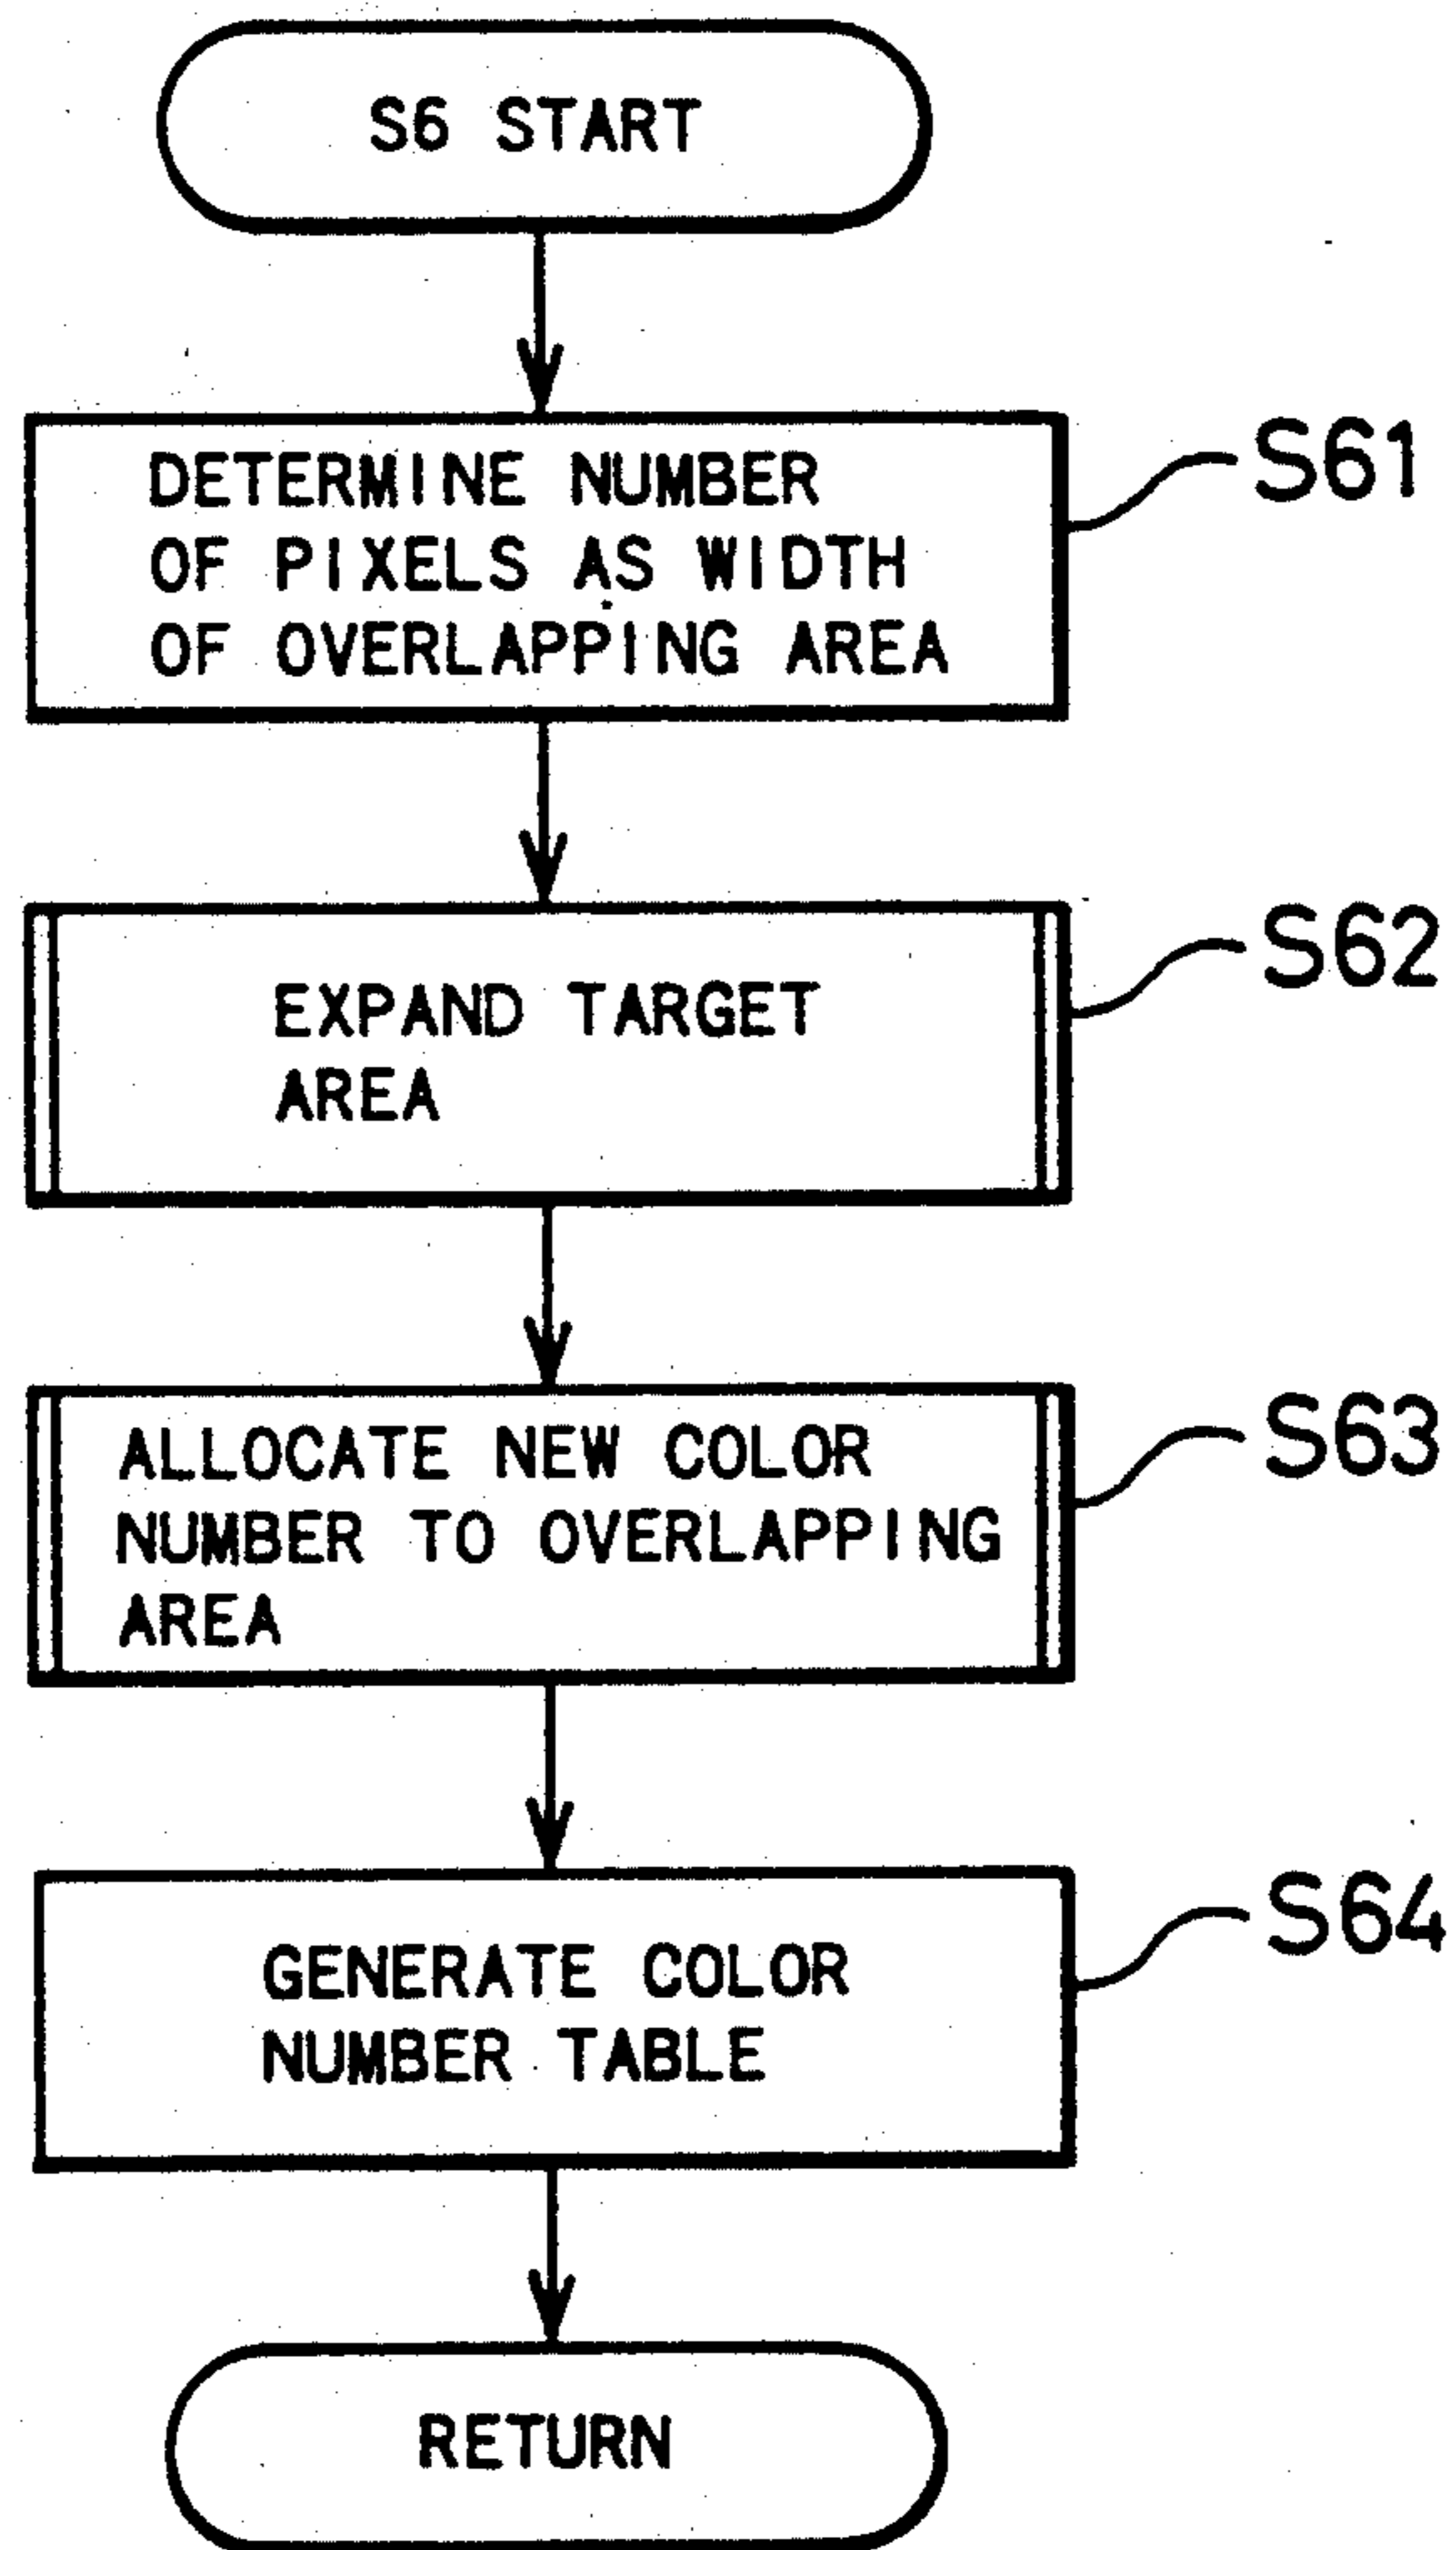 S6 START
DETERMINE NUMBER
OF PIXELS AS WIDTH
OF OVERLAPPING AREA
S61
EXPAND TARGET
AREA
S62
ALLOCATE NEW COLOR
NUMBER TO OVERLAPPING
AREA
S63
GENERATE COLOR
NUMBER TABLE
S64
RETURN